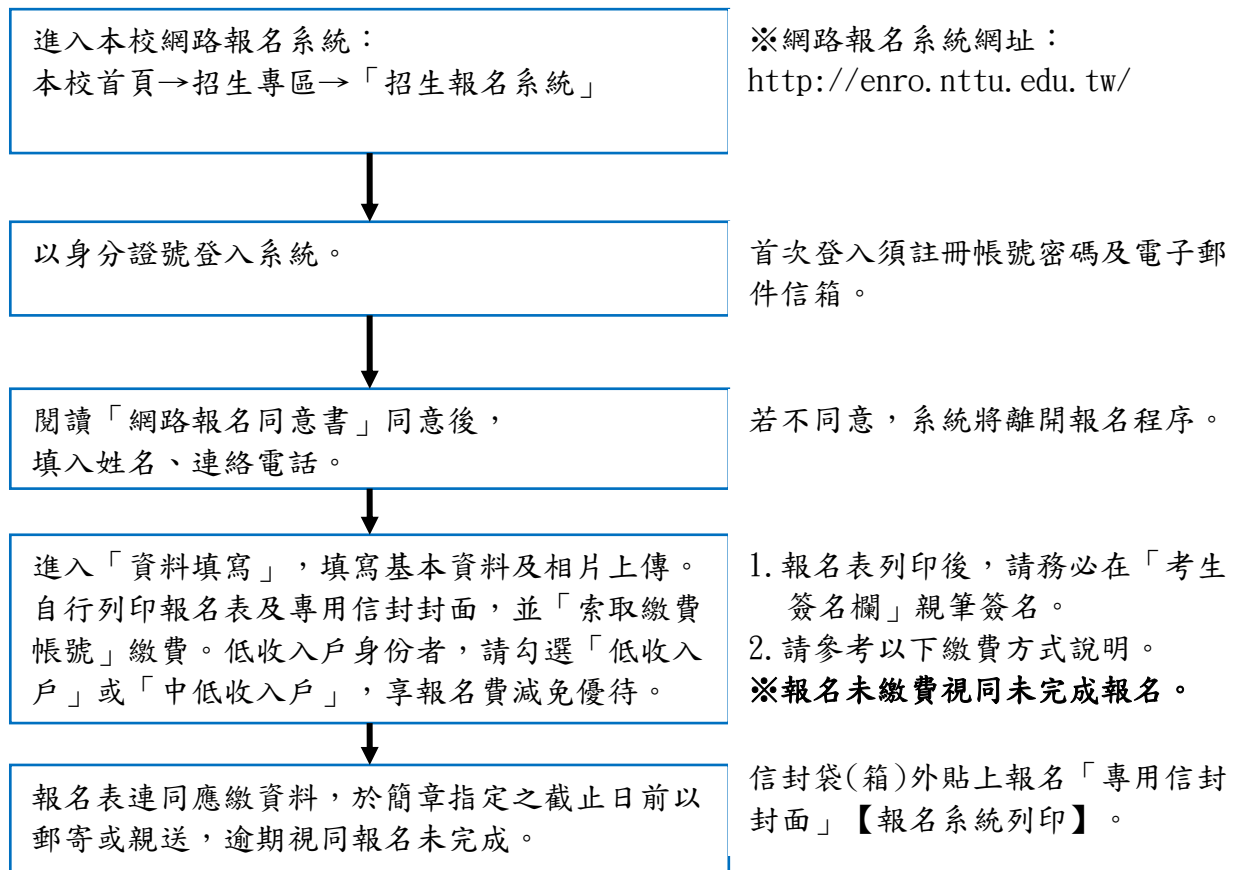 進入本校網路報名系統：
本校首頁→招生專區→「招生報名系統」
※網路報名系統網址：
http://enro.nttu.edu.tw/
以身分證號登入系統。
首次登入須註冊帳號密碼及電子郵
件信箱。
閱讀「網路報名同意書」同意後，
填入姓名、連絡電話。
若不同意，系統將離開報名程序。
進入「資料填寫」，填寫基本資料及相片上傳。
自行列印報名表及專用信封封面，並「索取繳費
帳號」繳費。低收入戶身份者，請勾選「低收入
戶」或「中低收入戶」，享報名費減免優待。
1.報名表列印後，請務必在「考生
簽名欄」親筆簽名。
2.請參考以下繳費方式說明。
※報名未繳費視同未完成報名。
報名表連同應繳資料，於簡章指定之截止日前以
郵寄或親送，逾期視同報名未完成。
信封袋(箱)外貼上報名「專用信封
封面」【報名系統列印】。